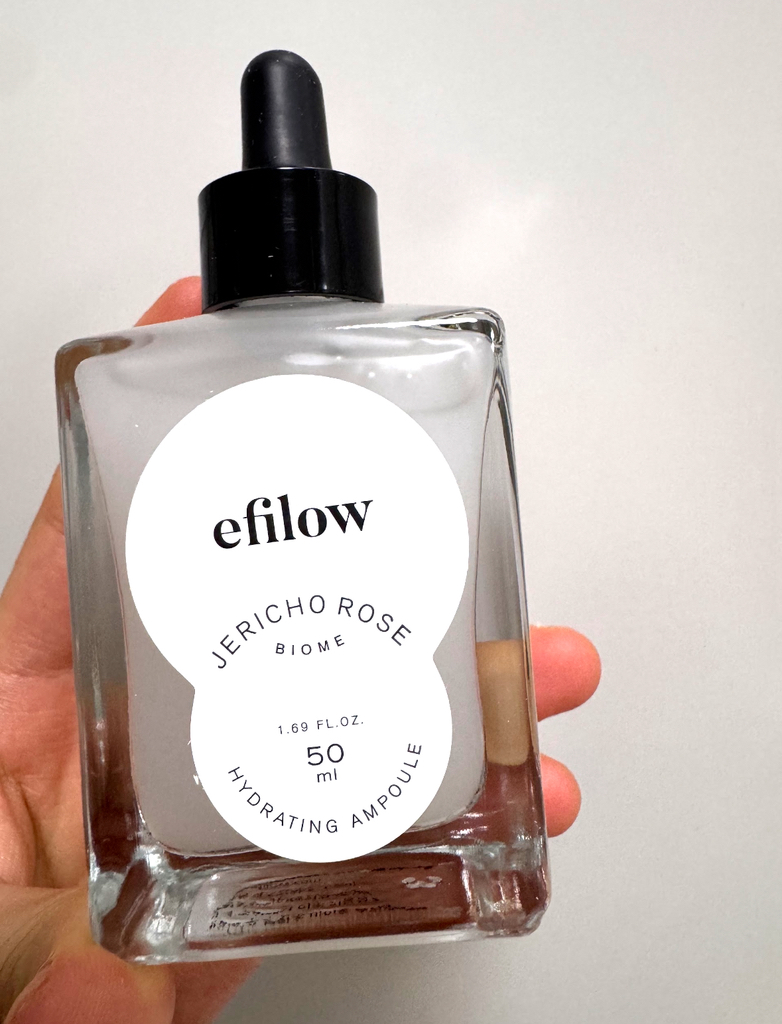 efilow
JERICHO ROSE
BIOME
1.69 FL.OZ.
50
ml
HYDRATING AMPOULE